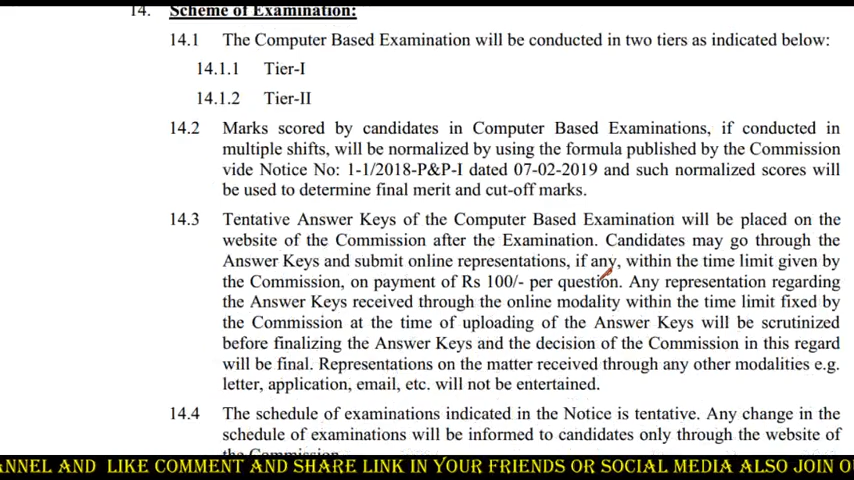 14. Scheme of Examination:
14.1 The Computer Based Examination will be conducted in two tiers as indicated below:
14.1.1 Tier-I
14.1.2 Tier-II
14.2 Marks scored by candidates in Computer Based Examinations, if conducted in
multiple shifts, will be normalized by using the formula published by the Commission
vide Notice No: 1-1/2018-P&P-I dated 07-02-2019 and such normalized scores will
be used to determine final merit and cut-off marks.
14.3 Tentative Answer Keys of the Computer Based Examination will be placed on the
website of the Commission after the Examination. Candidates may go through the
Answer Keys and submit online representations, if any, within the time limit given by
the Commission, on payment of Rs 100/- per question. Any representation regarding
the Answer Keys received through the online modality within the time limit fixed by
the Commission at the time of uploading of the Answer Keys will be scrutinized
before finalizing the Answer Keys and the decision of the Commission in this regard
will be final. Representations on the matter received through any other modalities e.g.
letter, application, email, etc. will not be entertained.
14.4 The schedule of examinations indicated in the Notice is tentative. Any change in the
schedule of examinations will be informed to candidates only through the website of
the Commission.
ANNEL AND LIKE COMMENT AND SHARE LINK IN YOUR FRIENDS OR SOCIAL MEDIA ALSO JOIN O